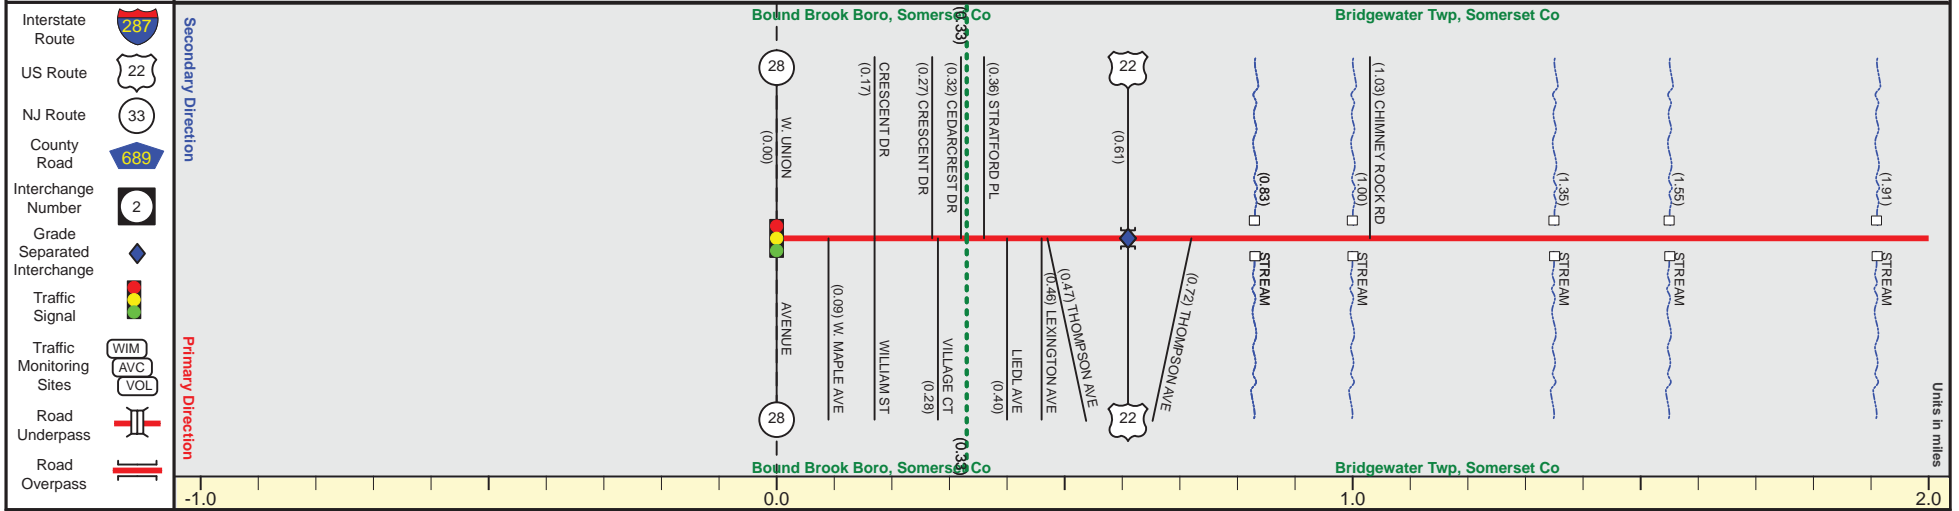 Interstate
Route
287
US Route
22
NJ Route
33
County
Road
689
Interchange
Number
2
Grade
Separated
Interchange
Traffic
Signal
Traffic
Monitoring
Sites
WIM
AVC
VOL
Road
Underpass
Road
Overpass
Secondary Direction
Primary Direction
Bound Brook Boro, Somerset Co
(0.33)
Bridgewater Twp, Somerset Co
28
W. UNION
(0.00)
CRESCENT DR
(0.17)
(0.27) CRESCENT DR
(0.32) CEDARCREST DR
(0.36) STRATFORD PL
22
(0.61)
(0.83)
(1.00)
(1.03) CHIMNEY ROCK RD
(1.35)
(1.55)
(1.91)
AVENUE
28
(0.09) W. MAPLE AVE
WILLIAM ST
VILLAGE CT
(0.28)
LIEDL AVE
(0.40)
(0.46) LEXINGTON AVE
(0.47) THOMPSON AVE
22
(0.72) THOMPSON AVE
STREAM
STREAM
STREAM
STREAM
STREAM
Units in miles
Bound Brook Boro, Somerset Co
(0.33)
Bridgewater Twp, Somerset Co
-1.0
0.0
1.0
2.0